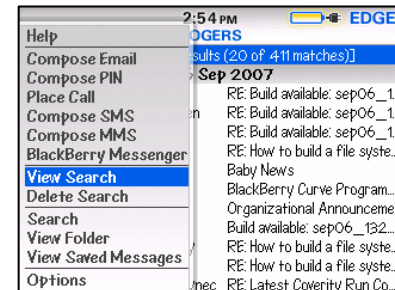 2:54 PM EDGE
OGERS
sults (20 of 411 matches)]
Sep 2007
Help
Compose Email
Compose PIN
Place Call
Compose SMS
Compose MMS
BlackBerry Messenger
View Search
Delete Search
Search
View Folder
View Saved Messages
Options
RE: Build available: sep06_1..
RE: Build available: sep06_1..
RE: Build available: sep06_1..
RE: How to build a file syste..
Baby News
BlackBerry Curve Program...
Organizational Announceme
Build available: sep06_132...
RE: How to build a file syste..
RE: How to build a file syste..
nec RE: Latest Coverity Run Co...